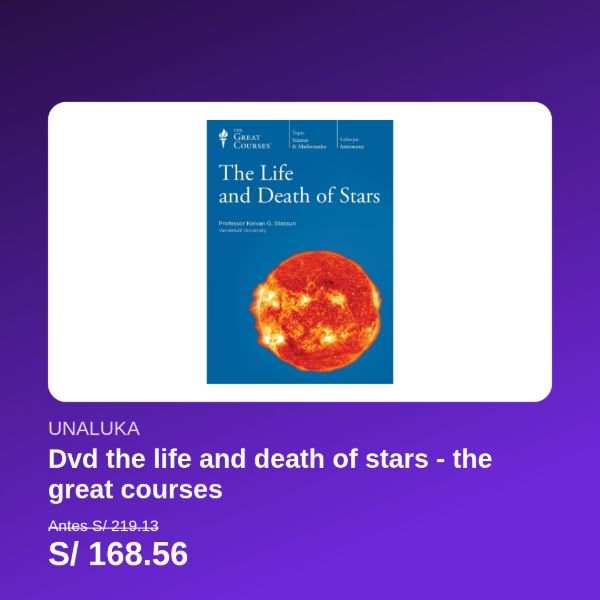 THE
GREAT
COURSES
Topic
Science
& Mathematics
Subtopic
Astronomy
The Life
and Death of Stars
Professor Keivan G. Stassun
Vanderbilt University
UNALUKA
Dvd the life and death of stars - the
great courses
Antes S/ 219.13
S/ 168.56